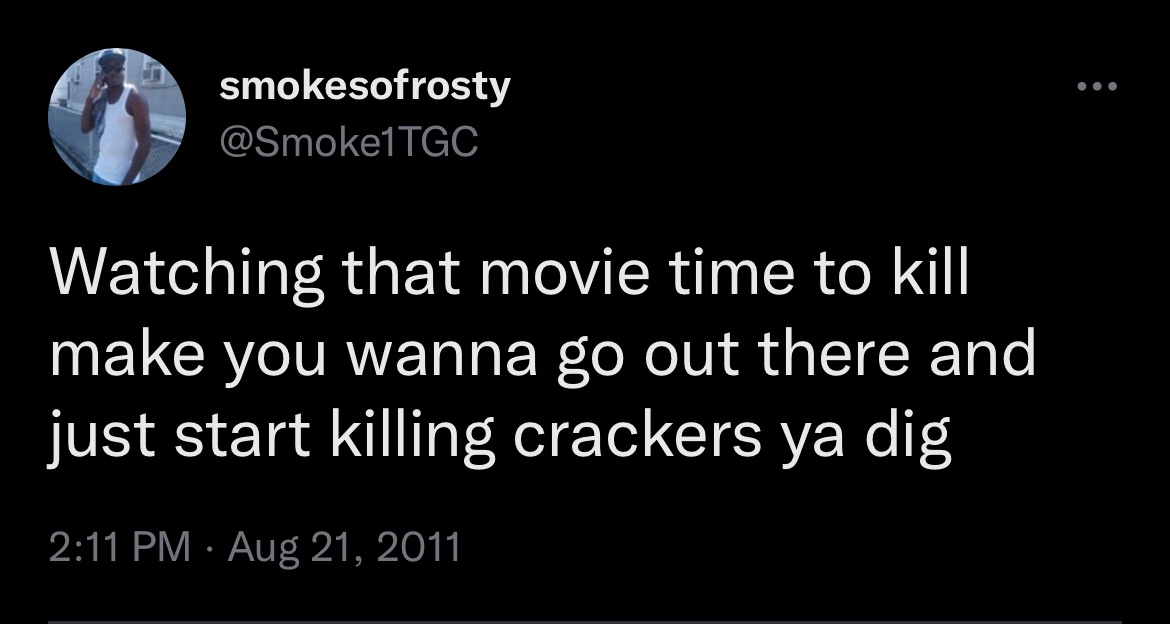 smokesofrosty
@Smoke1TGC
Watching that movie time to kill
make you wanna go out there and
just start killing crackers ya dig
2:11 PM · Aug 21, 2011